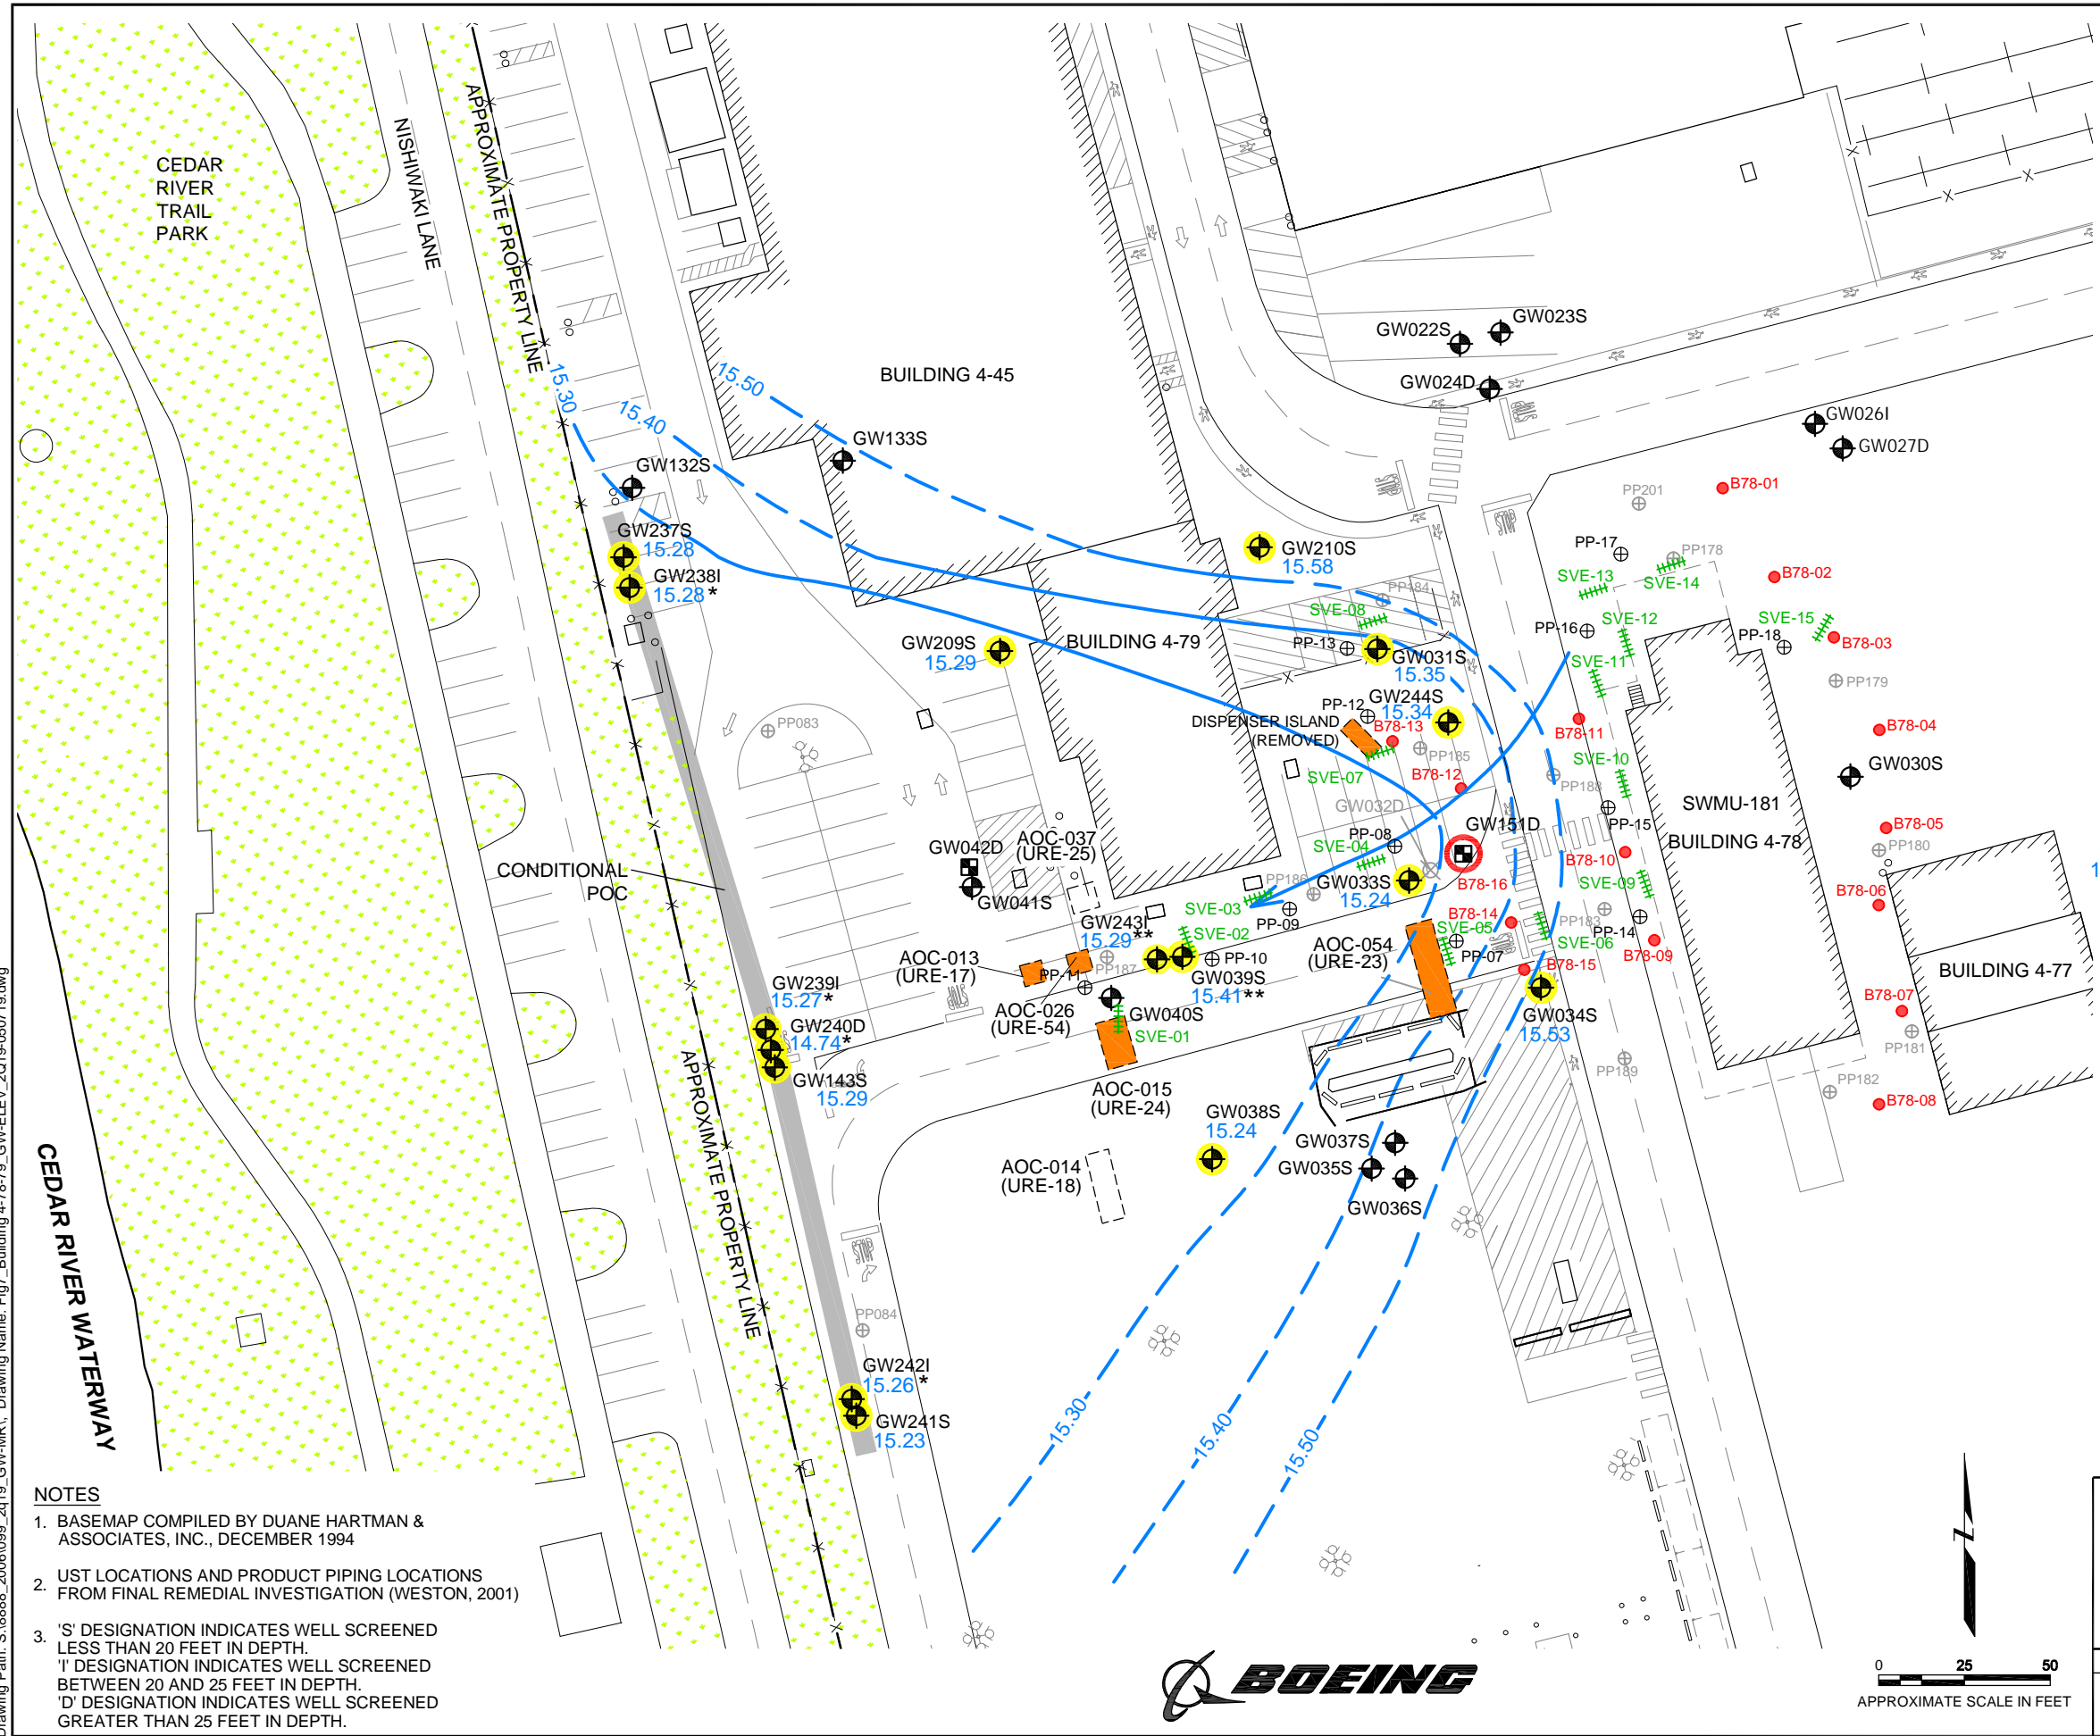 CEDAR
RIVER
TRAIL
PARK
NISHIWAKI LANE
APPROXIMATE PROPERTY LINE
15.30
15.40
15.50
BUILDING 4-45
GW133S
GW132S
GW237S
15.28
GW238I
15.28*
GW022S
GW023S
GW024D
GW026I
GW027D
B78-01
PP201
PP-17
PP178
SVE-13
SVE-14
B78-02
GW210S
15.58
PP184
SVE-08
PP-16
SVE-12
SVE-15
PP-18
B78-03
GW209S
15.29
BUILDING 4-79
PP-13
GW031S
15.35
SVE-11
PP179
PP-12
GW244S
15.34
DISPENSER ISLAND
(REMOVED)
B78-13
PP185
B78-11
B78-04
PP083
SVE-07
B78-12
SVE-10
PP188
GW030S
GW032D
SWMU-181
BUILDING 4-78
PP-15
B78-05
PP180
GW151D
PP-08
SVE-04
AOC-037
(URE-25)
GW042D
GW041S
CONDITIONAL
POC
PP186
GW033S
15.24
B78-16
B78-10
SVE-09
B78-06
SVE-03
PP-09
GW243I
15.29**
SVE-02
B78-14
SVE-05
PP183
PP-14
SVE-06
B78-09
AOC-013
(URE-17)
PP-11
PP187
PP-10
AOC-054
(URE-23)
PP-07
B78-15
BUILDING 4-77
GW239I
15.27*
AOC-026
(URE-54)
GW039S
15.41**
B78-07
GW240D
14.74*
GW040S
SVE-01
GW034S
15.53
PP181
GW143S
15.29
AOC-015
(URE-24)
PP189
PP182
B78-08
APPROXIMATE PROPERTY LINE
GW038S
15.24
GW037S
GW035S
GW036S
AOC-014
(URE-18)
STOP
CEDAR RIVER WATERWAY
PP084
GW242I
15.26*
GW241S
15.23
15.30
15.40
15.50
NOTES
1. BASEMAP COMPILED BY DUANE HARTMAN &
ASSOCIATES, INC., DECEMBER 1994
2. UST LOCATIONS AND PRODUCT PIPING LOCATIONS
FROM FINAL REMEDIAL INVESTIGATION (WESTON, 2001)
3. 'S' DESIGNATION INDICATES WELL SCREENED
LESS THAN 20 FEET IN DEPTH.
'I' DESIGNATION INDICATES WELL SCREENED
BETWEEN 20 AND 25 FEET IN DEPTH.
'D' DESIGNATION INDICATES WELL SCREENED
GREATER THAN 25 FEET IN DEPTH.
BOEING
0 25 50
APPROXIMATE SCALE IN FEET